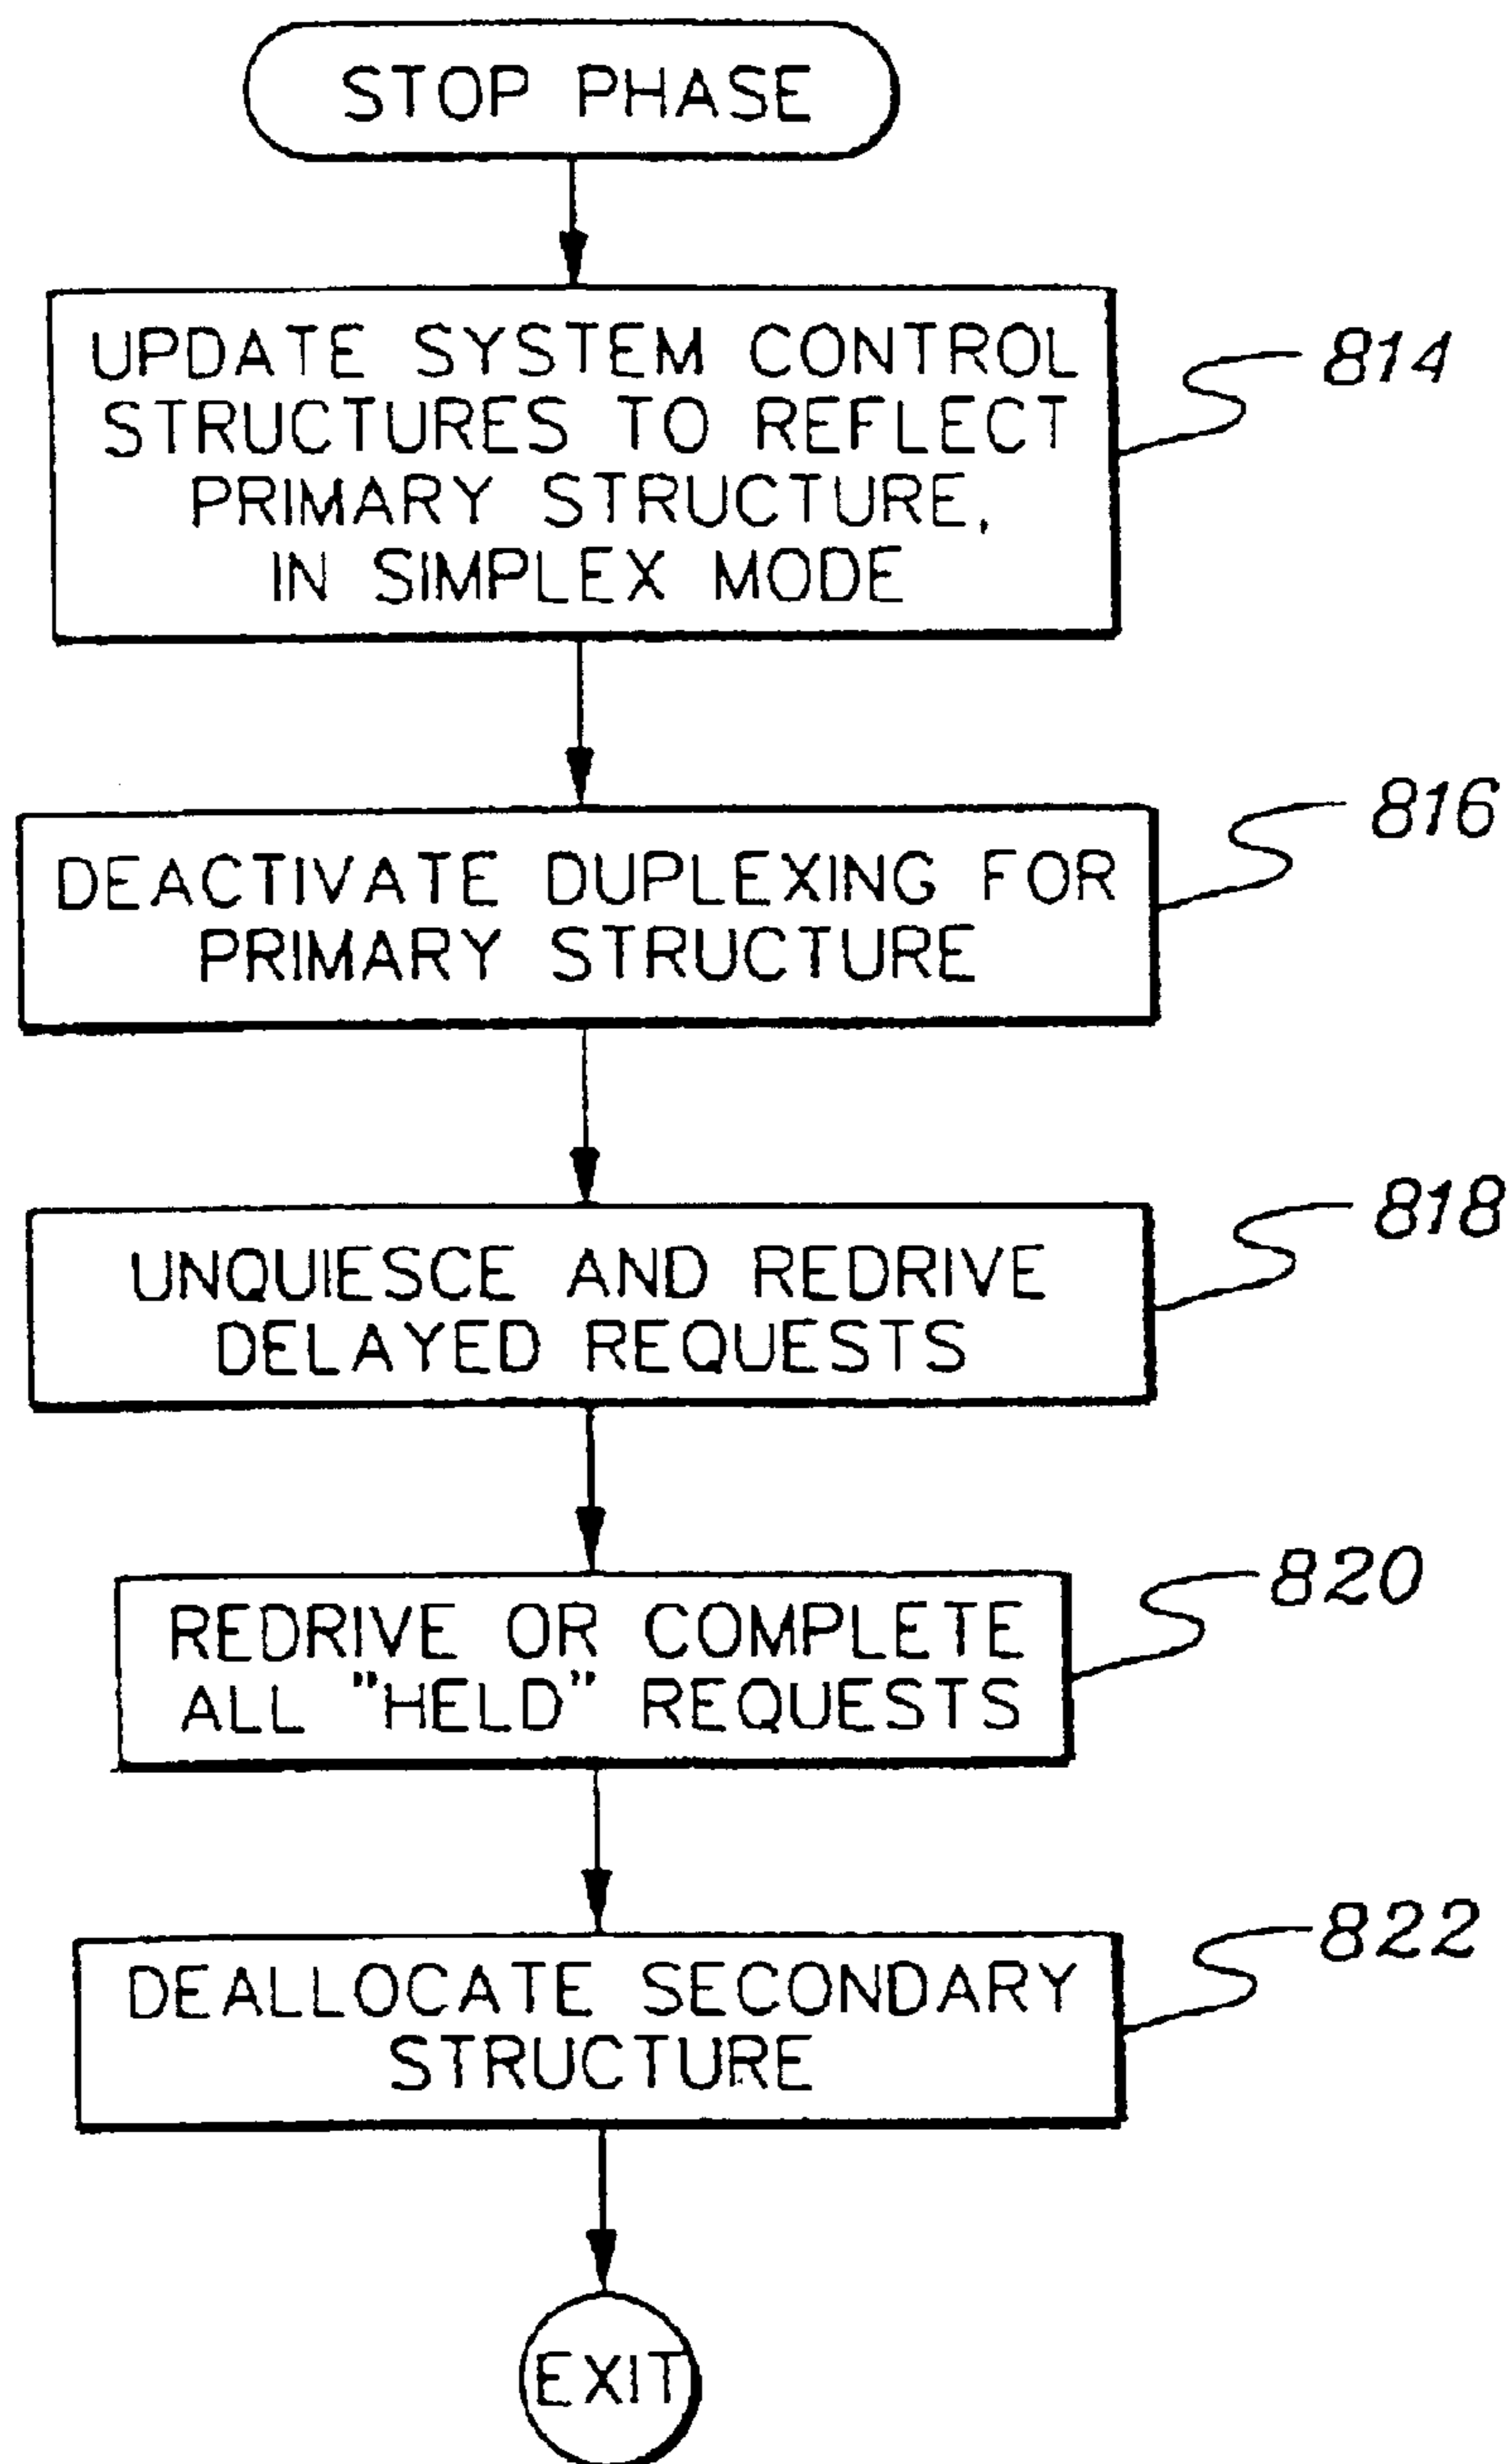 STOP PHASE
UPDATE SYSTEM CONTROL
STRUCTURES TO REFLECT
PRIMARY STRUCTURE,
IN SIMPLEX MODE
814
DEACTIVATE DUPLEXING FOR
PRIMARY STRUCTURE
816
UNQUIESCE AND REDRIVE
DELAYED REQUESTS
818
REDRIVE OR COMPLETE
ALL "HELD" REQUESTS
820
DEALLOCATE SECONDARY
STRUCTURE
822
EXIT